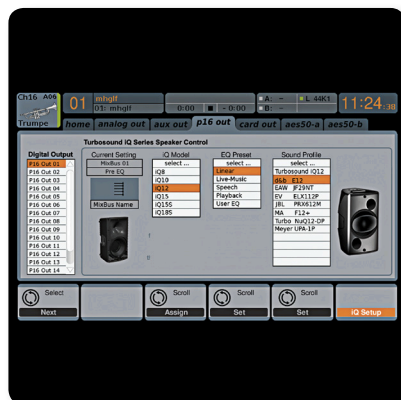 Ch16 A06
Trumpe
01
mhglf
01: mhglf
0:00
- 0:00
A: -
B: -
L 44K1
11:24:38
home analog out aux out p16 out card out aes50-a aes50-b
Turbosound iQ Series Speaker Control
Digital Output
P16 Out 01
P16 Out 02
P16 Out 03
P16 Out 04
P16 Out 05
P16 Out 06
P16 Out 07
P16 Out 08
P16 Out 09
P16 Out 10
P16 Out 11
P16 Out 12
P16 Out 13
P16 Out 14
Current Setting
MixBus 01
Pre EQ
MixBus Name
iQ Model
select ...
iQ8
iQ10
iQ12
iQ15
iQ15S
iQ18S
EQ Preset
select ...
Linear
Live-Music
Speech
Playback
User EQ
Sound Profile
select ...
Turbosound iQ12
d&b E12
EAW JF29NT
EV ELX112P
JBL PRX612M
MA F12+
Turbo NuQ12-DP
Meyer UPA-1P
Select
Next
Scroll
Assign
Scroll
Set
Scroll
Set
iQ Setup